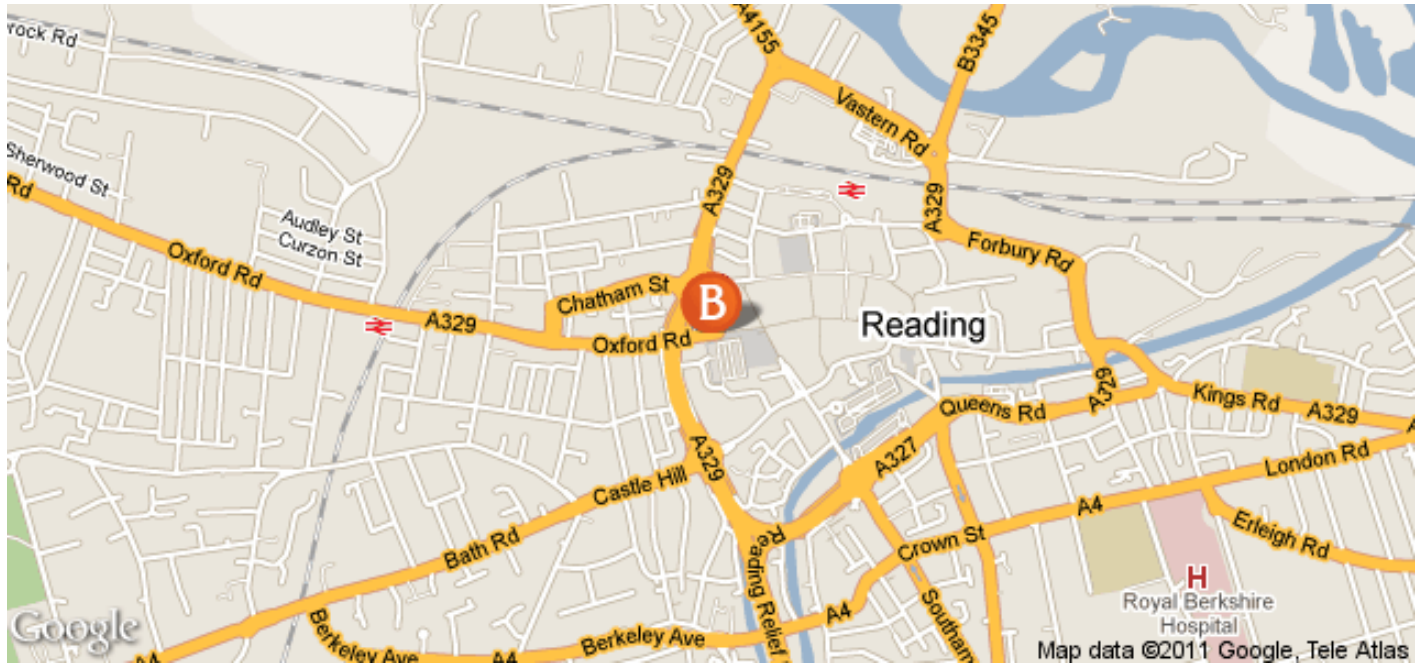 rock Rd
A4155
B3345
Vastern Rd
Sherwood St
Rd
A329
A329
Audley St
Curzon St
Oxford Rd
Forbury Rd
Chatham St
B
A329
Oxford Rd
Reading
A329
Queens Rd
Kings Rd
A329
A329
A327
London Rd
Castle Hill
A4
Bath Rd
Crown St
Erleigh Rd
Reading Relief
H
Royal Berkshire
Hospital
Southam
A4
Berkeley Ave
Berkeley Ave
A4
Google
Map data ©2011 Google, Tele Atlas